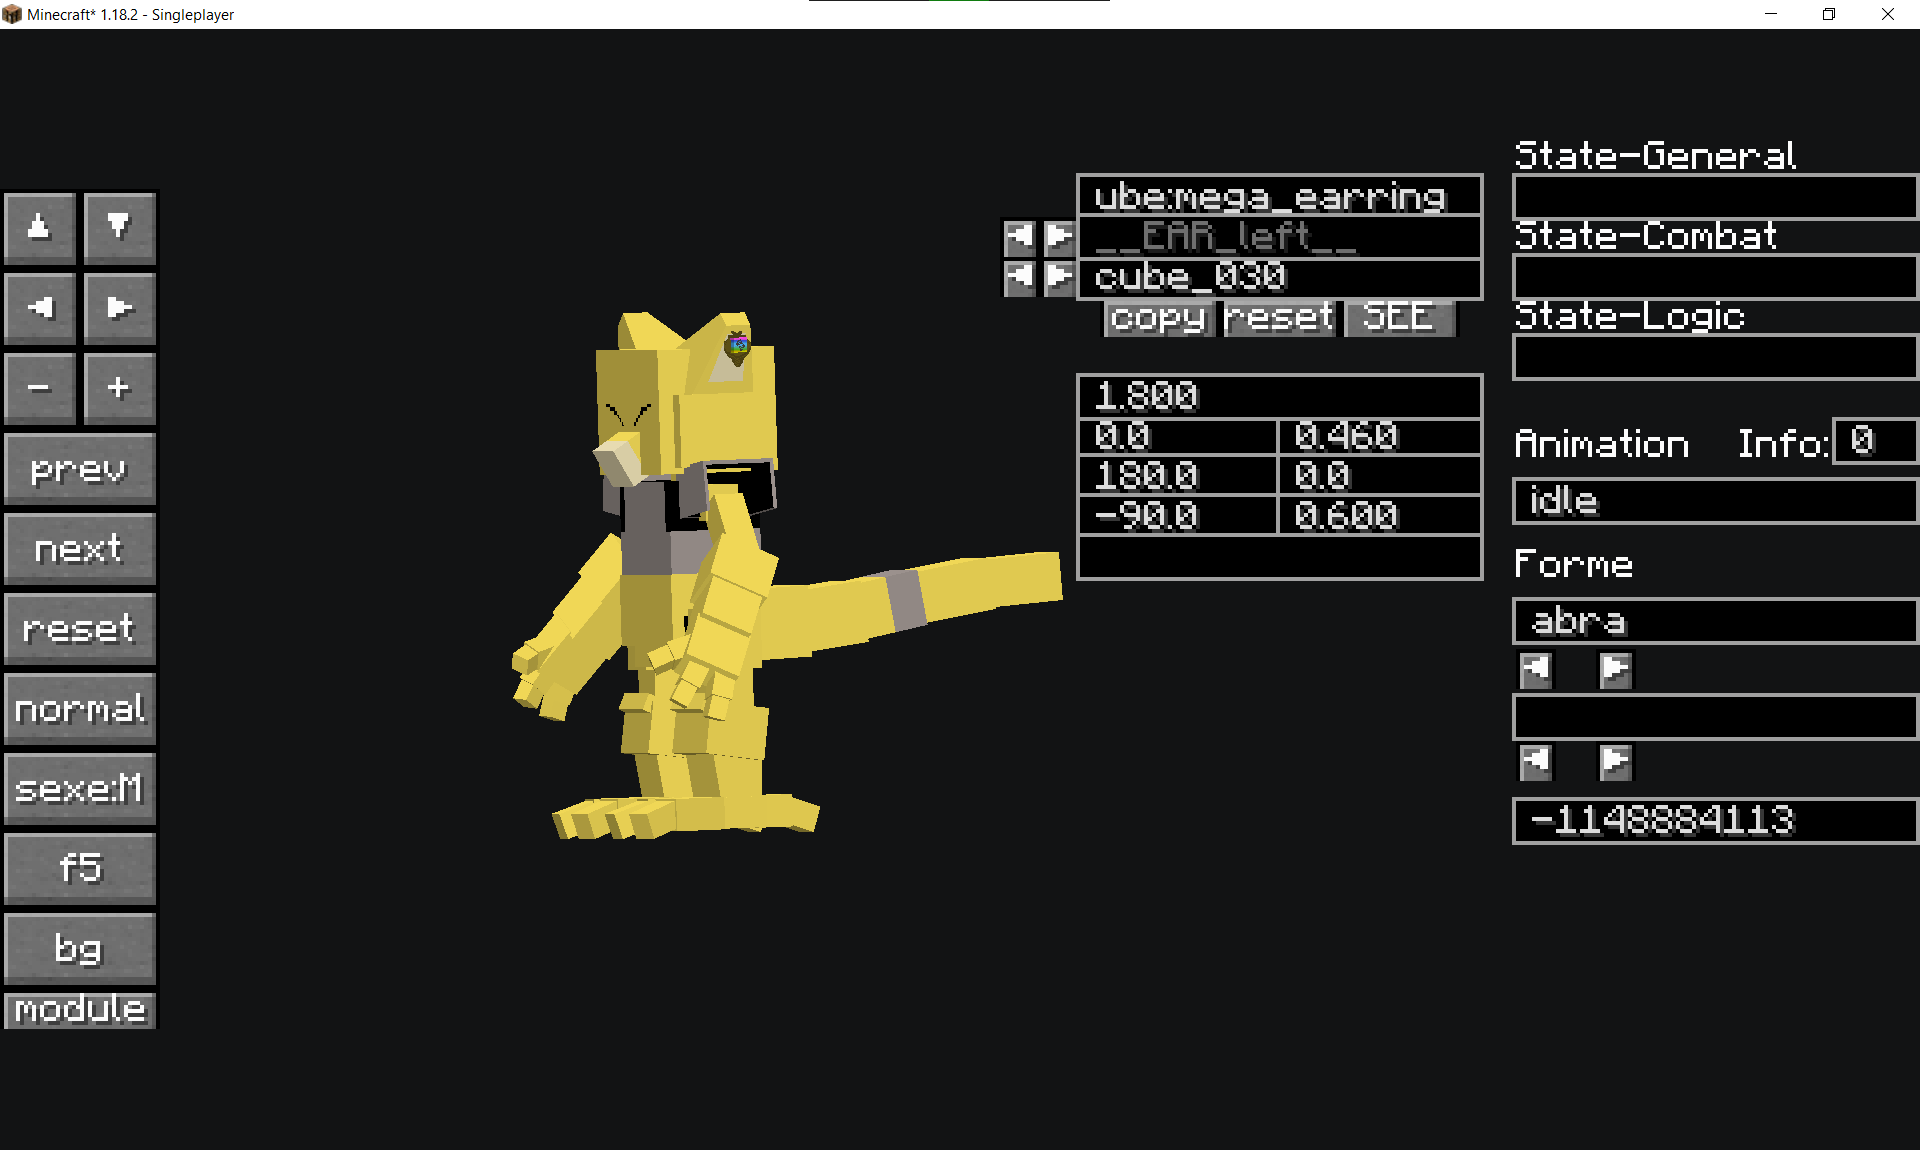 Minecraft* 1.18.2 - Singleplayer
prev
next
reset
normal
sexe:M
f5
bg
module
ube:mega_earring
__EAR_left__
cube_030
copy reset SEE
1.800
0.0 0.460
180.0 0.0
-90.0 0.600
State-General
State-Combat
State-Logic
Animation Info: 0
idle
Forme
abra
-1148884113